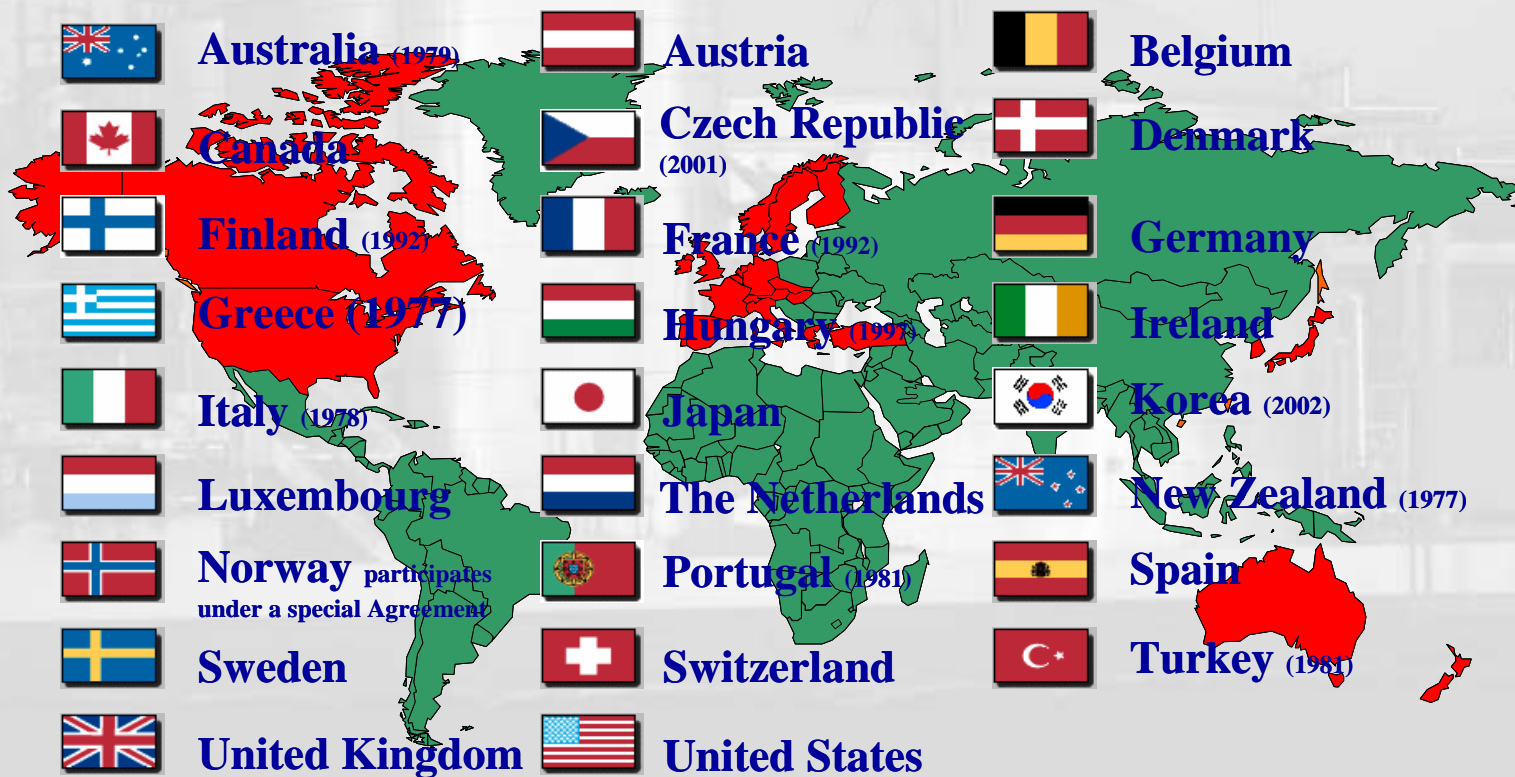 Australia (1979)
Austria
Belgium
Canada
Czech Republic
(2001)
Denmark
Finland (1992)
France (1992)
Germany
Greece (1977)
Hungary (1997)
Ireland
Italy (1978)
Japan
Korea (2002)
Luxembourg
The Netherlands
New Zealand (1977)
Norway participates
under a special Agreement
Portugal (1981)
Spain
Sweden
Switzerland
Turkey (1981)
United Kingdom
United States